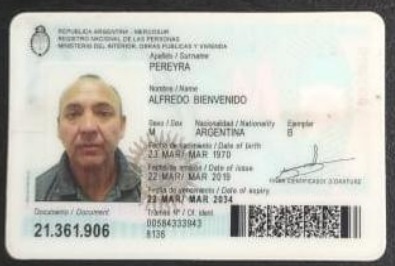 REPUBLICA ARGENTINA - MERCOSUR
REGISTRO NACIONAL DE LAS PERSONAS
MINISTERIO DEL INTERIOR, OBRAS PUBLICAS Y VIVIENDA
Apellido / Surname
PEREYRA
Nombre / Name
ALFREDO BIENVENIDO
Sexo / Sex Nacionalidad / Nationality Ejemplar
M ARGENTINA B
Fecha de nacimiento / Date of birth
23 MAR/ MAR 1970
Fecha de emisión / Date of issue
22 MAR/ MAR 2019
Fecha de vencimiento / Date of expiry
22 MAR/ MAR 2034
FIRMA IDENTIFICADO / SIGNATURE
Documento / Document
21.361.906
Trámite Nº / Of. ident.
00584333943
8136